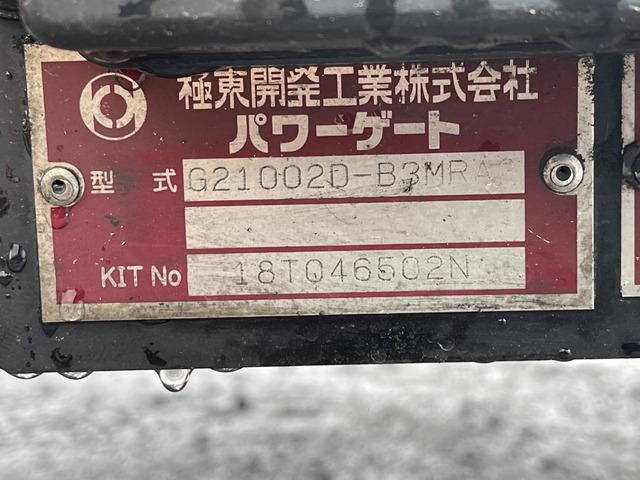 極東開発工業株式会社
パワーゲート
型式 G21002D-B3MRA
KIT No 18T046502N